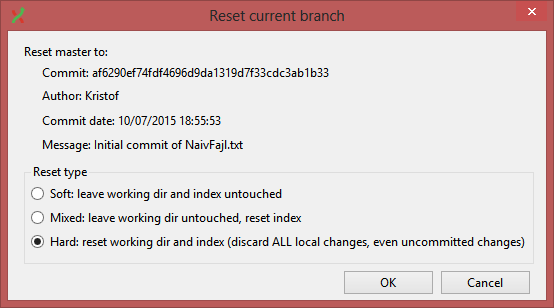 Reset current branch
Reset master to:
Commit: af6290ef74fdf4696d9da1319d7f33cdc3ab1b33
Author: Kristof
Commit date: 10/07/2015 18:55:53
Message: Initial commit of NaivFajl.txt
Reset type
Soft: leave working dir and index untouched
Mixed: leave working dir untouched, reset index
Hard: reset working dir and index (discard ALL local changes, even uncommitted changes)
OK
Cancel